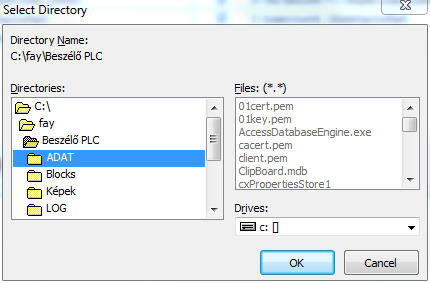 Select Directory
Directory Name:
C:\fay\Beszélő PLC
Directories:
C:\
fay
Beszélő PLC
ADAT
Blocks
Képek
LOG
Files: (*.*)
01cert.pem
01key.pem
AccessDatabaseEngine.exe
cacert.pem
client.pem
ClipBoard.mdb
cxPropertiesStore1
Drives:
c: []
OK
Cancel